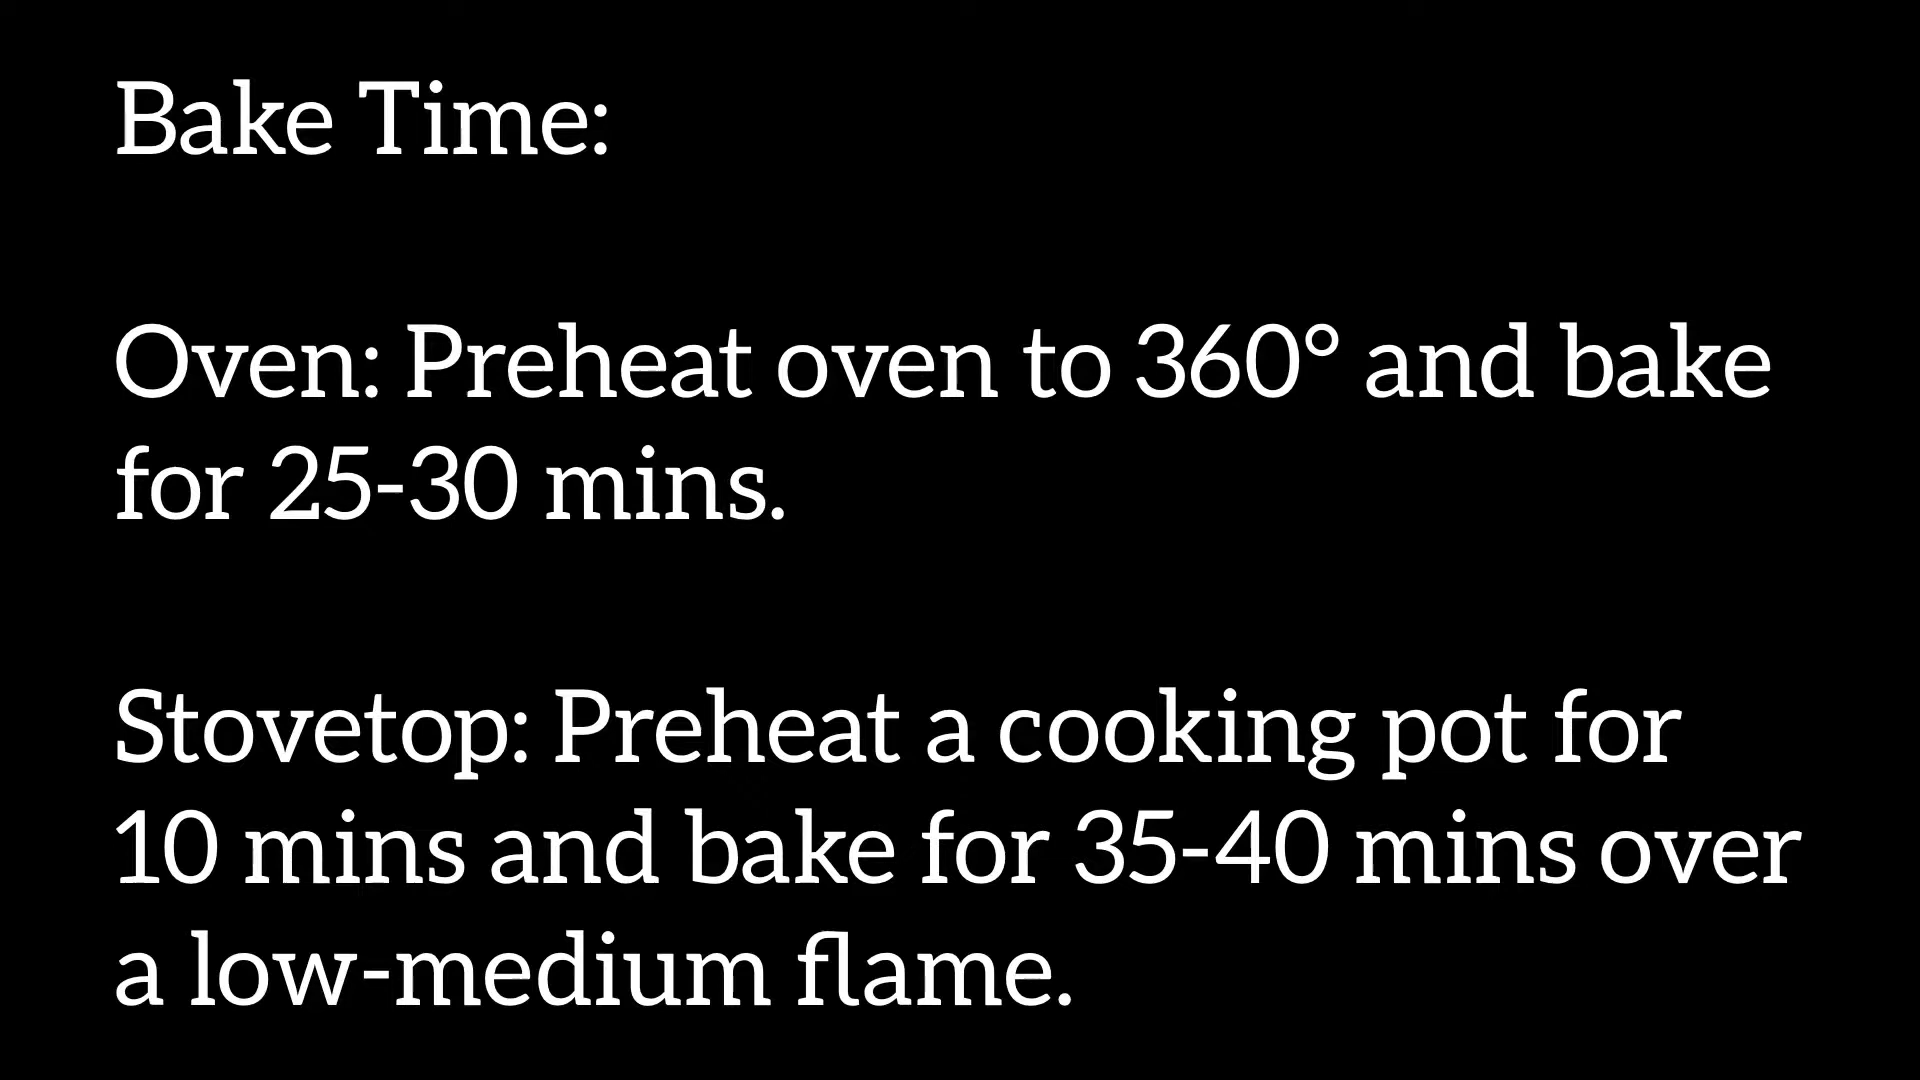 Bake Time:
Oven: Preheat oven to 360° and bake
for 25-30 mins.
Stovetop: Preheat a cooking pot for
10 mins and bake for 35-40 mins over
a low-medium flame.